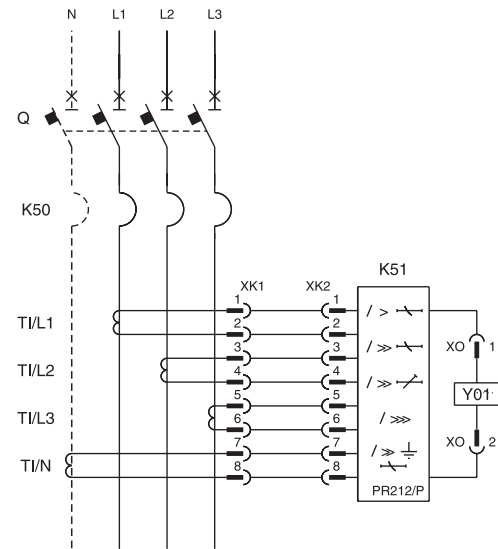 N L1 L2 L3
Q
K50
K51
XK1 XK2
TI/L1
1 1 / >
2 2
XO 1
TI/L2
3 3 / >>
4 4 / >>
Y01
TI/L3
5 5
6 6 / >>>
XO 2
TI/N
7 7 / >>
8 8
PR212/P